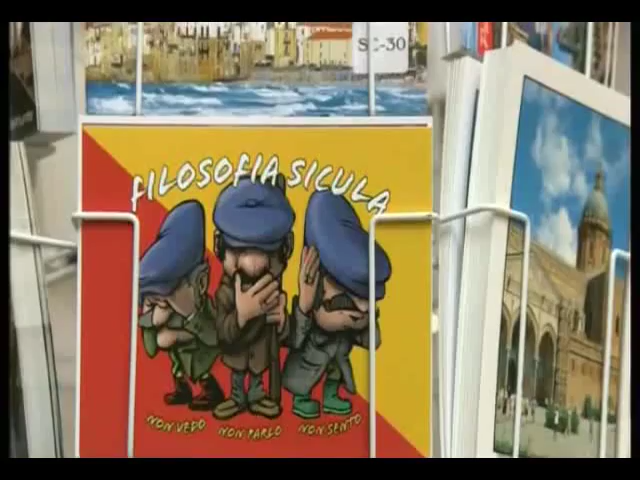 SC-30
FILOSOFIA SICULA
NON VEDO NON PARLO NON SENTO